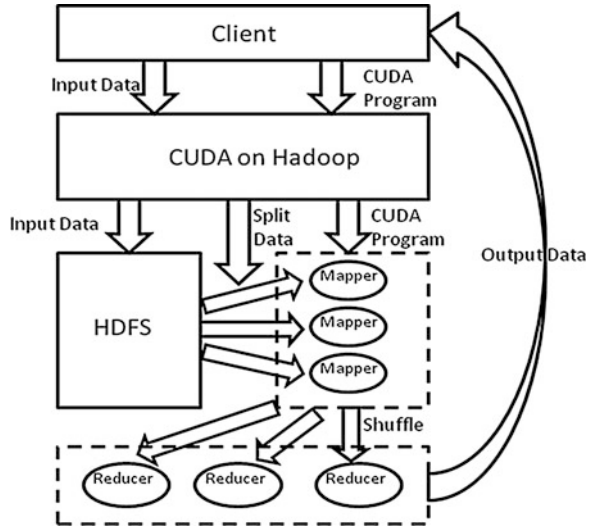 Client
Input Data
CUDA
Program
CUDA on Hadoop
Input Data
Split
Data
CUDA
Program
Output Data
HDFS
Mapper
Mapper
Mapper
Shuffle
Reducer
Reducer
Reducer